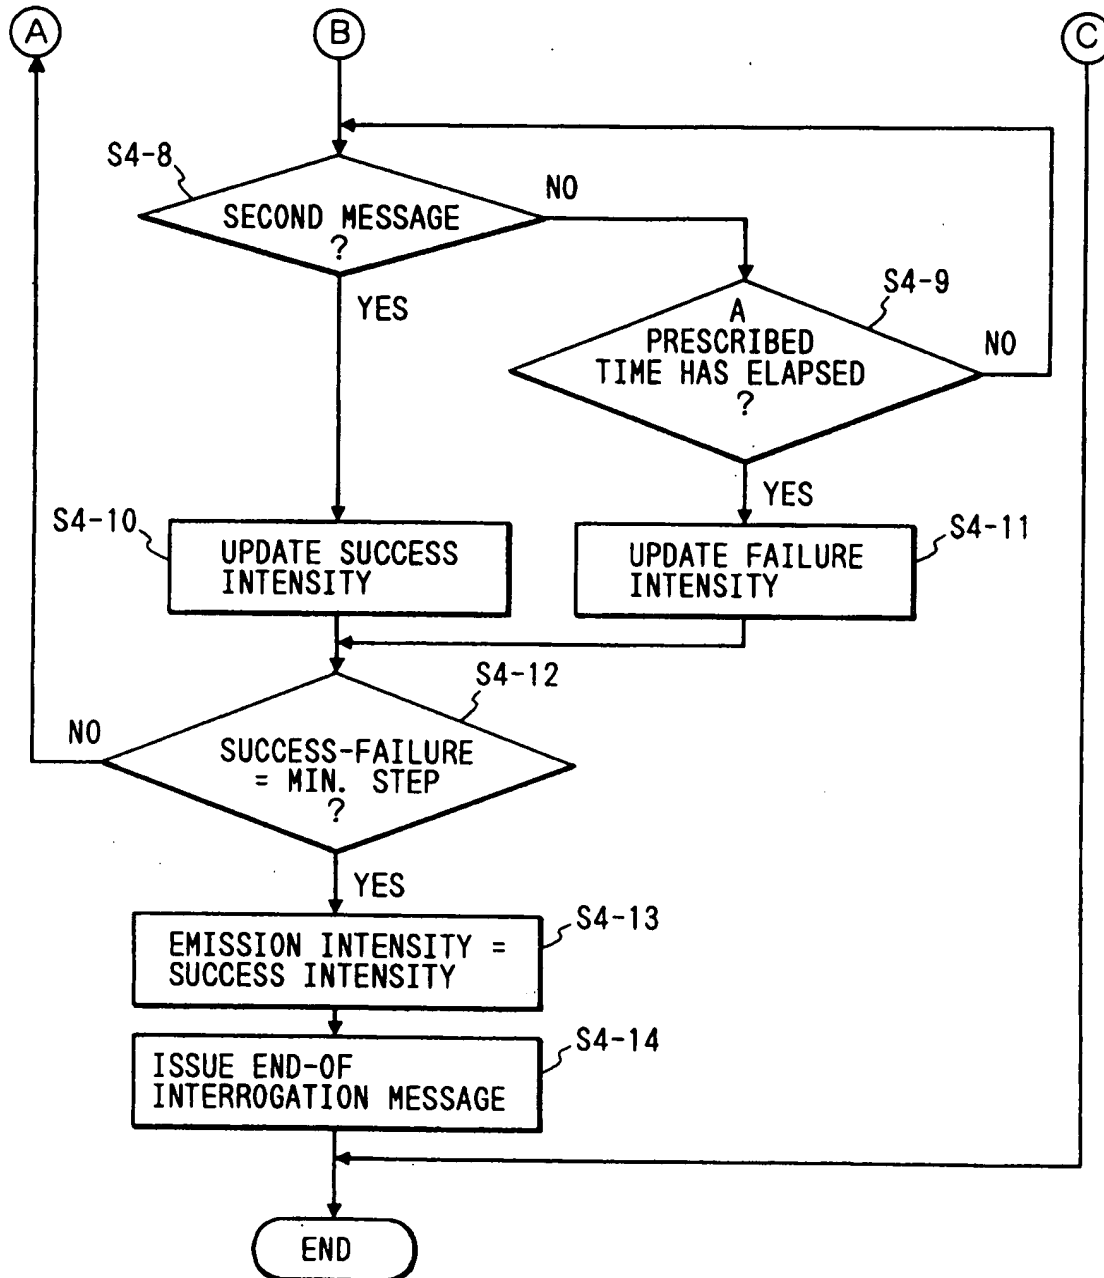 A
B
C
S4-8
SECOND MESSAGE
?
NO
YES
S4-9
A
PRESCRIBED
TIME HAS ELAPSED
?
NO
YES
S4-10
UPDATE SUCCESS
INTENSITY
S4-11
UPDATE FAILURE
INTENSITY
S4-12
NO
SUCCESS-FAILURE
= MIN. STEP
?
YES
S4-13
EMISSION INTENSITY =
SUCCESS INTENSITY
S4-14
ISSUE END-OF
INTERROGATION MESSAGE
END